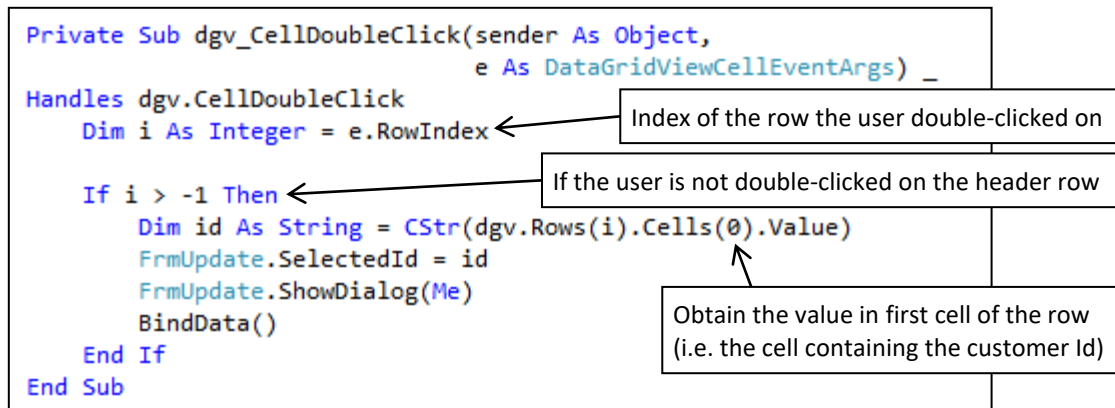 Private Sub dgv_CellDoubleClick(sender As Object,
e As DataGridViewCellEventArgs) _
Handles dgv.CellDoubleClick
Dim i As Integer = e.RowIndex
Index of the row the user double-clicked on
If i > -1 Then
If the user is not double-clicked on the header row
Dim id As String = CStr(dgv.Rows(i).Cells(0).Value)
FrmUpdate.SelectedId = id
FrmUpdate.ShowDialog(Me)
BindData()
Obtain the value in first cell of the row
(i.e. the cell containing the customer Id)
End If
End Sub